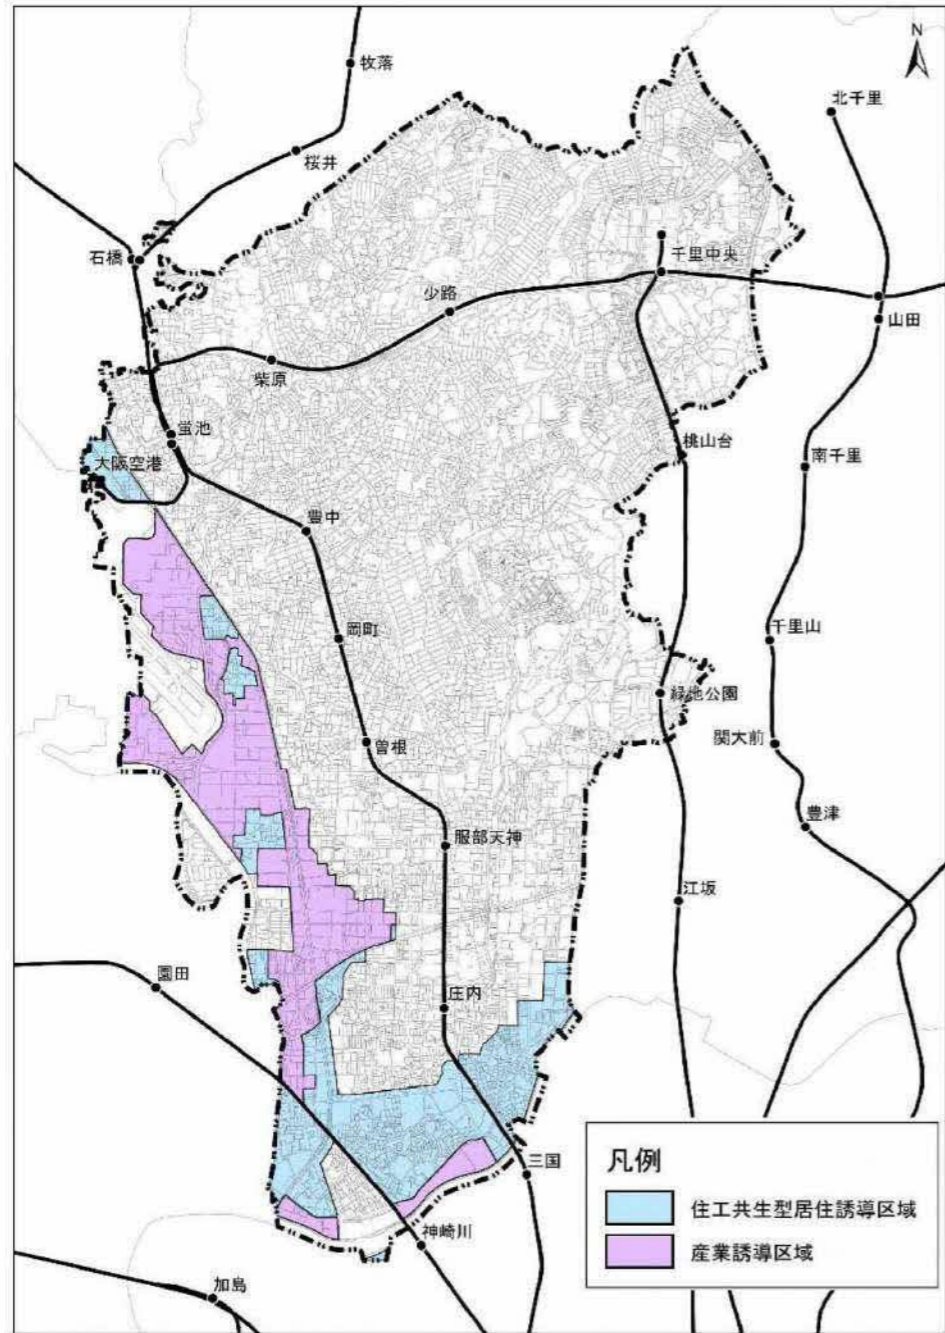 N
牧落
北千里
桜井
石橋
千里中央
少路
山田
柴原
蛍池
桃山台
大阪空港
南千里
豊中
岡町
千里山
緑地公園
曽根
関大前
豊津
服部天神
江坂
園田
庄内
三国
神崎川
加島
凡例
住工共生型居住誘導区域
産業誘導区域